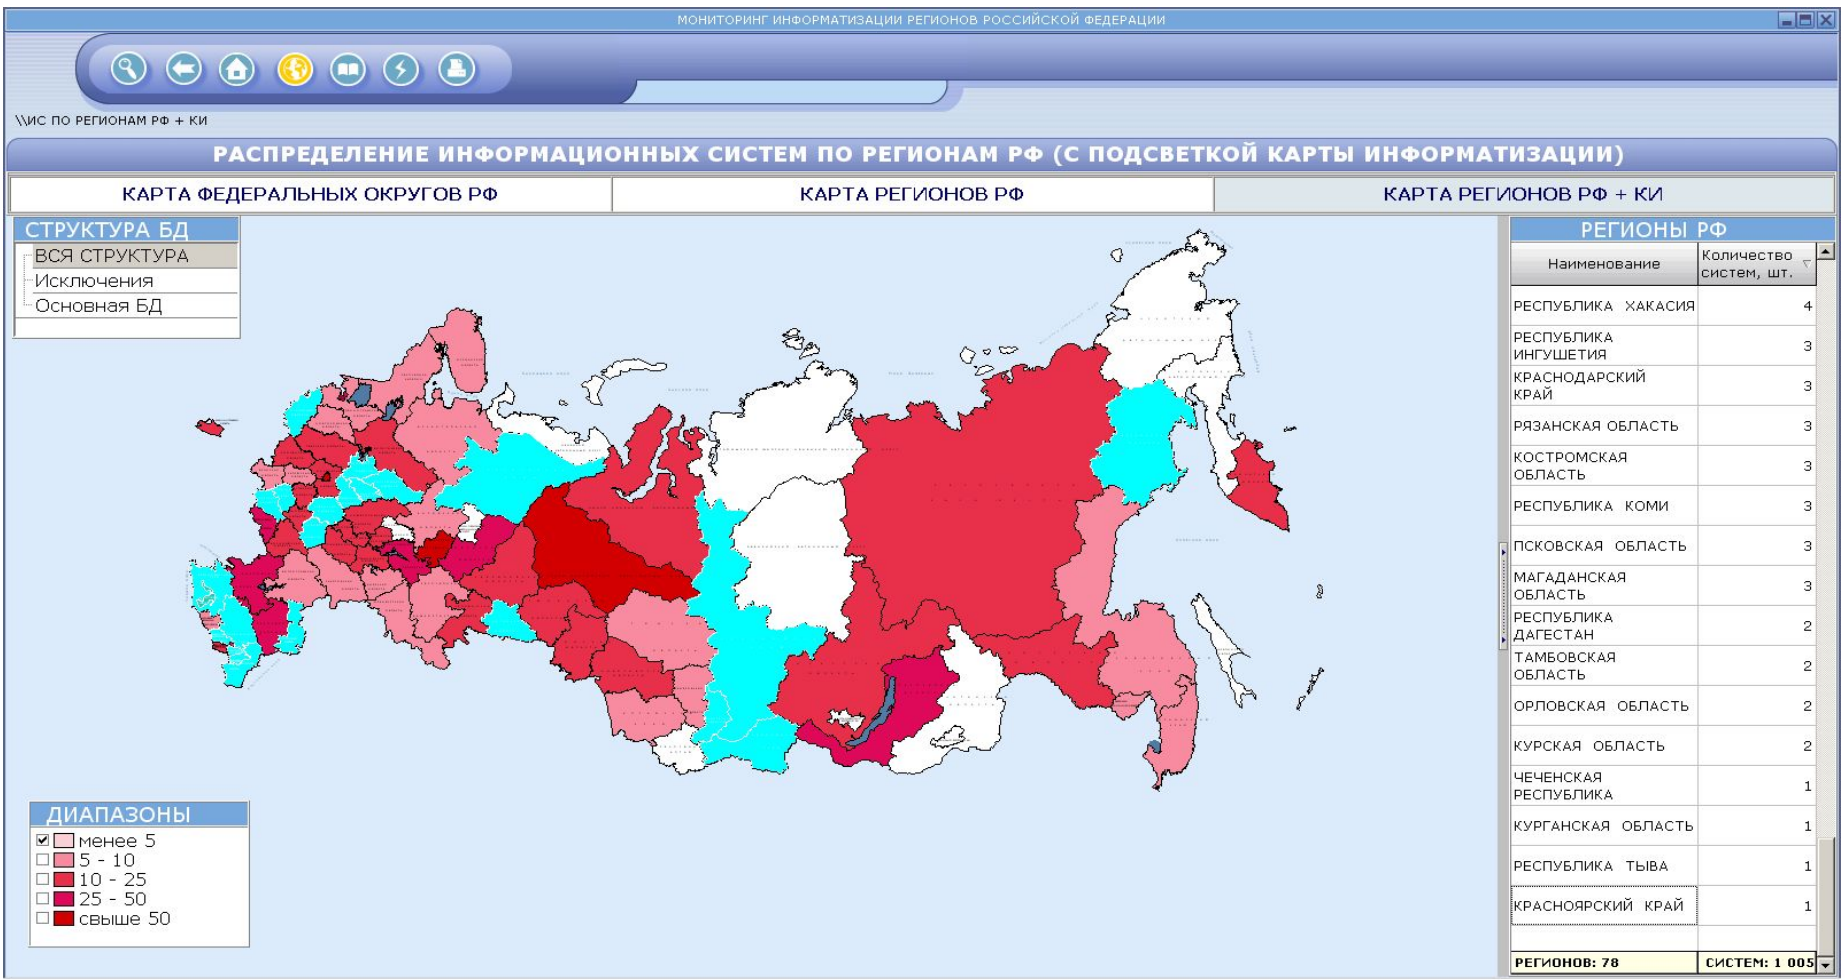 МОНИТОРИНГ ИНФОРМАТИЗАЦИИ РЕГИОНОВ РОССИЙСКОЙ ФЕДЕРАЦИИ
\\ИС ПО РЕГИОНАМ РФ + КИ
РАСПРЕДЕЛЕНИЕ ИНФОРМАЦИОННЫХ СИСТЕМ ПО РЕГИОНАМ РФ (С ПОДСВЕТКОЙ КАРТЫ ИНФОРМАТИЗАЦИИ)
КАРТА ФЕДЕРАЛЬНЫХ ОКРУГОВ РФ
КАРТА РЕГИОНОВ РФ
КАРТА РЕГИОНОВ РФ + КИ
СТРУКТУРА БД
ВСЯ СТРУКТУРА
Исключения
Основная БД
ДИАПАЗОНЫ
менее 5
5 - 10
10 - 25
25 - 50
свыше 50
РЕГИОНЫ РФ
Наименование
Количество
систем, шт.
РЕСПУБЛИКА ХАКАСИЯ 4
РЕСПУБЛИКА
ИНГУШЕТИЯ 3
КРАСНОДАРСКИЙ
КРАЙ 3
РЯЗАНСКАЯ ОБЛАСТЬ 3
КОСТРОМСКАЯ
ОБЛАСТЬ 3
РЕСПУБЛИКА КОМИ 3
ПСКОВСКАЯ ОБЛАСТЬ 3
МАГАДАНСКАЯ
ОБЛАСТЬ 3
РЕСПУБЛИКА
ДАГЕСТАН 2
ТАМБОВСКАЯ
ОБЛАСТЬ 2
ОРЛОВСКАЯ ОБЛАСТЬ 2
КУРСКАЯ ОБЛАСТЬ 2
ЧЕЧЕНСКАЯ
РЕСПУБЛИКА 1
КУРГАНСКАЯ ОБЛАСТЬ 1
РЕСПУБЛИКА ТЫВА 1
КРАСНОЯРСКИЙ КРАЙ 1
РЕГИОНОВ: 78 СИСТЕМ: 1 005